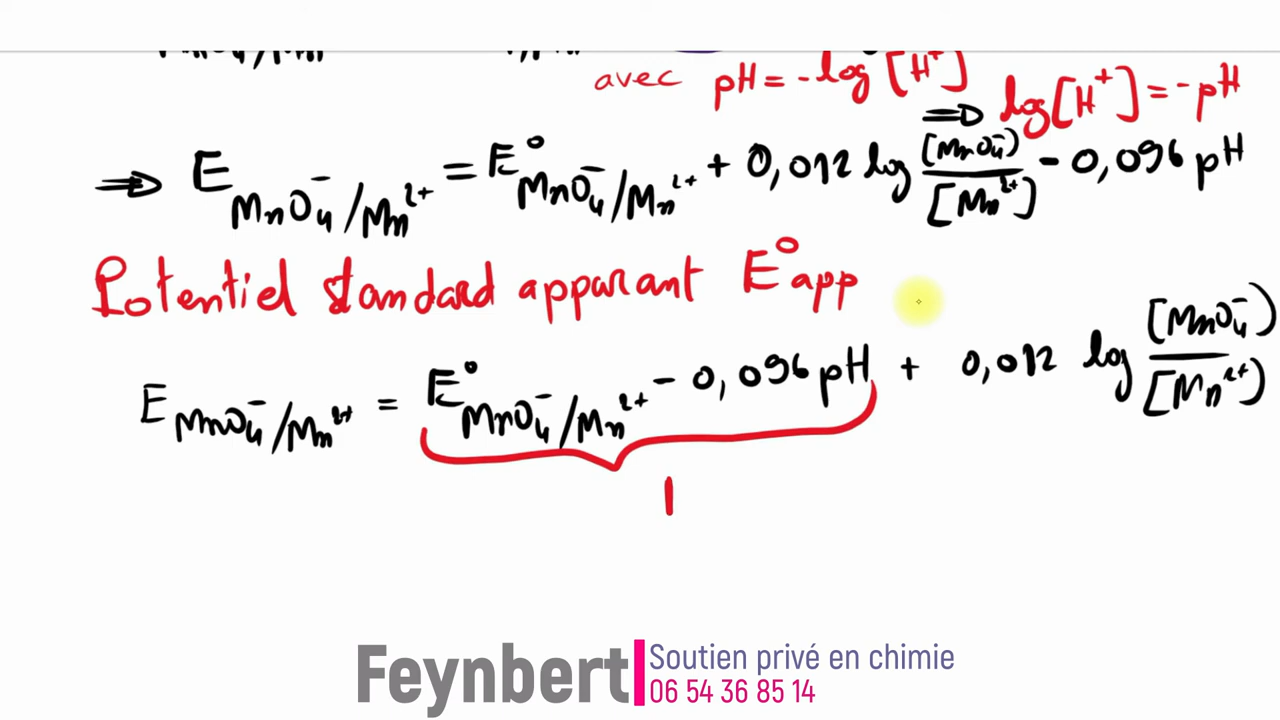 avec pH = -log[H⁺]
⇒ log[H⁺] = -pH
⇒ E MnO₄⁻/Mn²⁺ = E° MnO₄⁻/Mn²⁺ + 0,012 log [MnO₄⁻]/[Mn²⁺] - 0,096 pH
Potentiel standard apparant E°app
E MnO₄⁻/Mn²⁺ = E° MnO₄⁻/Mn²⁺ - 0,096 pH + 0,012 log [MnO₄⁻]/[Mn²⁺]
Feynbert
Soutien privé en chimie
06 54 36 85 14